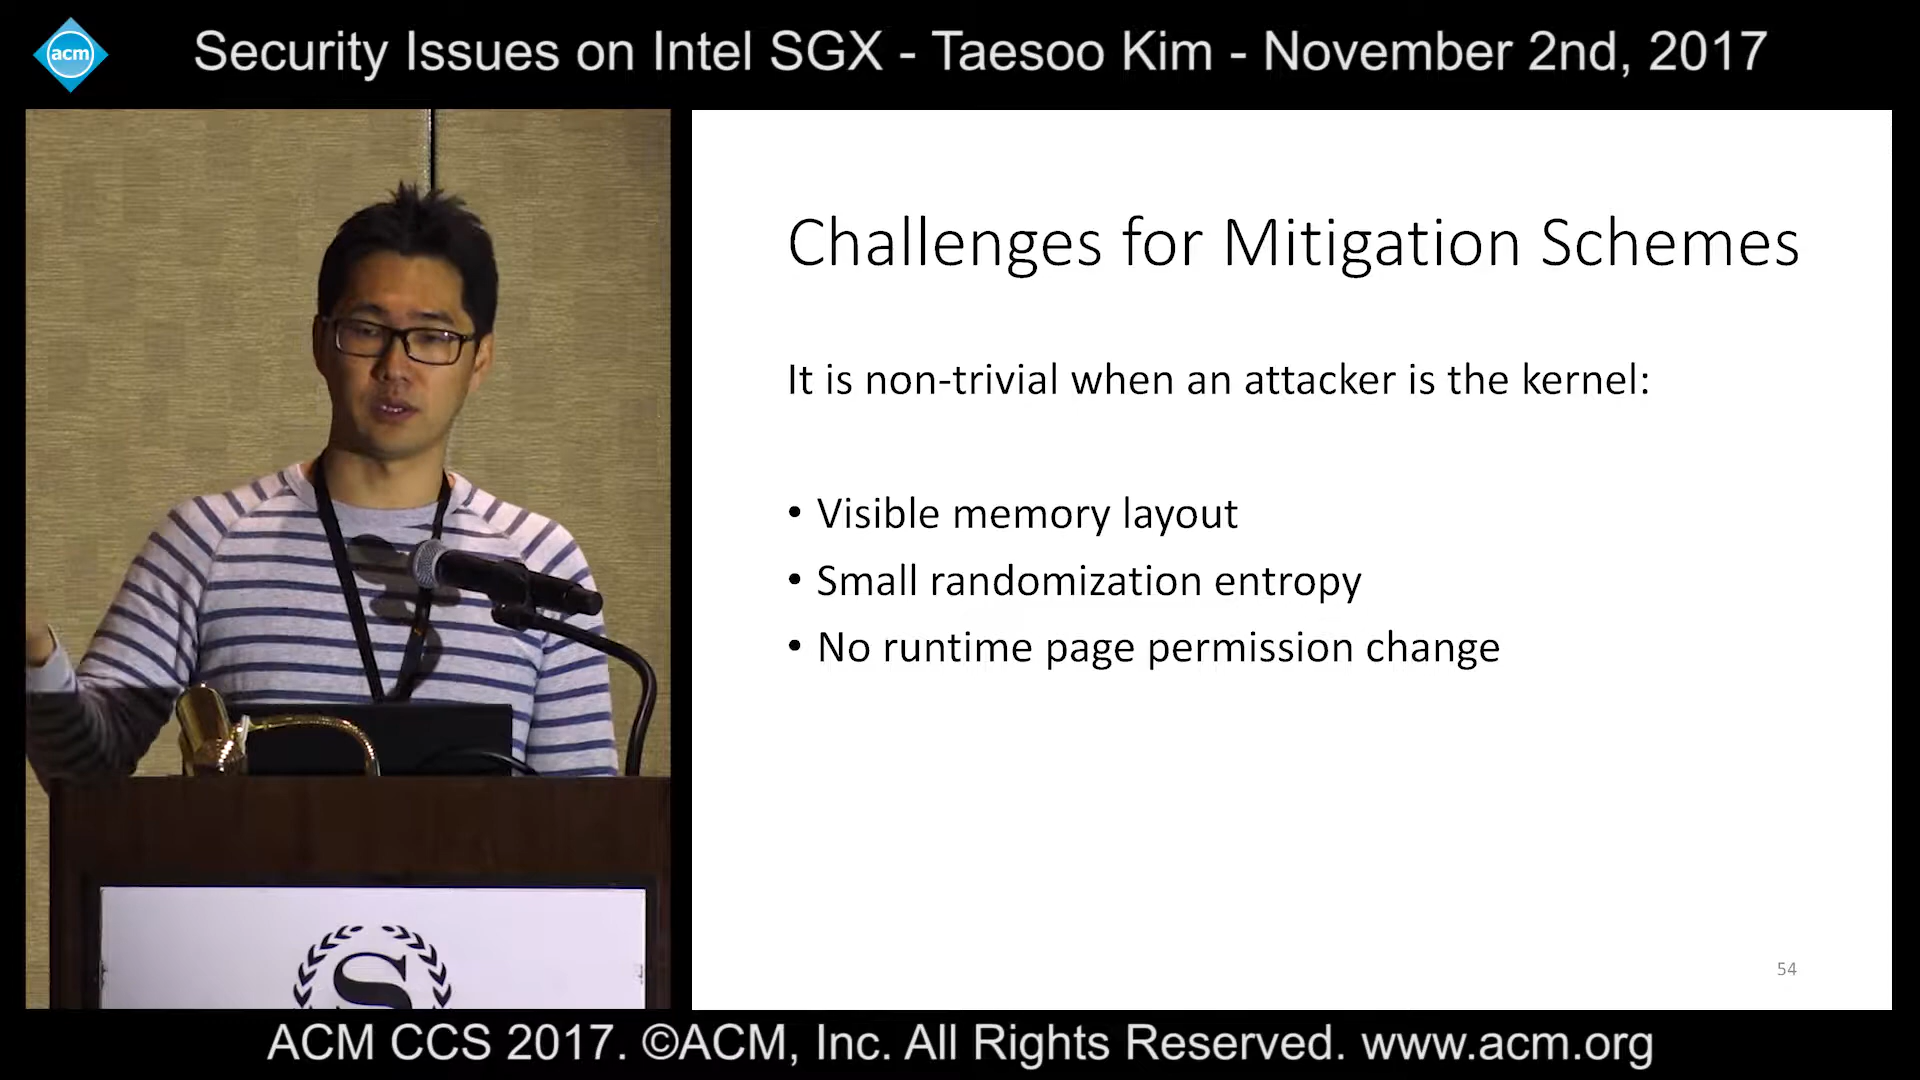 acm
Security Issues on Intel SGX - Taesoo Kim - November 2nd, 2017
Challenges for Mitigation Schemes
It is non-trivial when an attacker is the kernel:
• Visible memory layout
• Small randomization entropy
• No runtime page permission change
54
S
ACM CCS 2017. ©ACM, Inc. All Rights Reserved. www.acm.org